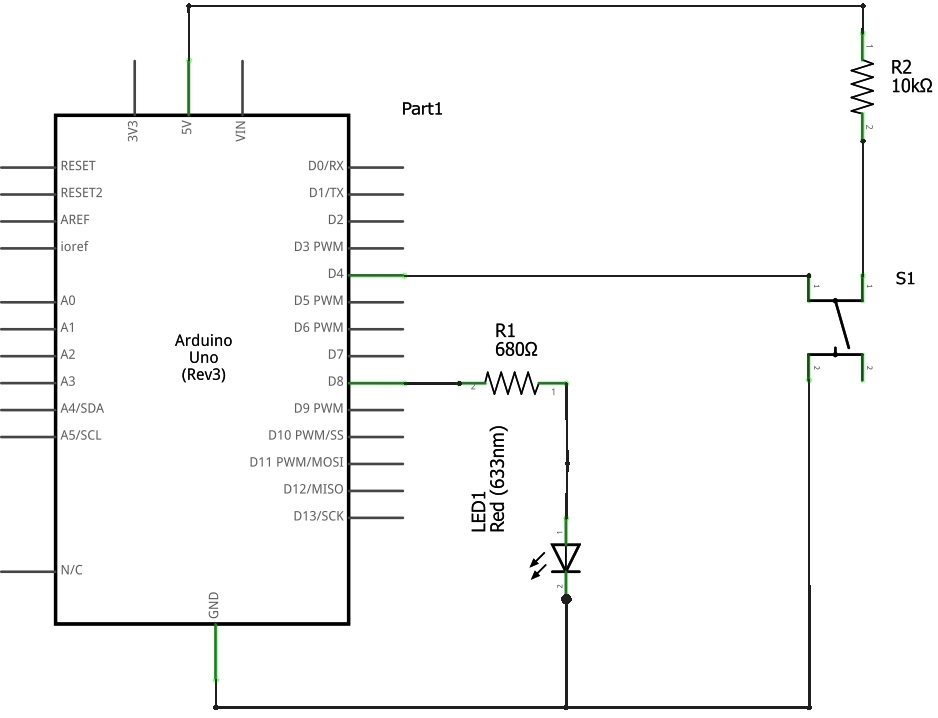 Part1
R2
10kΩ
1
2
3V3
5V
VIN
RESET
RESET2
AREF
ioref
A0
A1
A2
A3
A4/SDA
A5/SCL
N/C
D0/RX
D1/TX
D2
D3 PWM
D4
D5 PWM
D6 PWM
D7
D8
D9 PWM
D10 PWM/SS
D11 PWM/MOSI
D12/MISO
D13/SCK
GND
Arduino
Uno
(Rev3)
R1
680Ω
2
1
S1
1
1
2
2
LED1
Red (633nm)
1
2